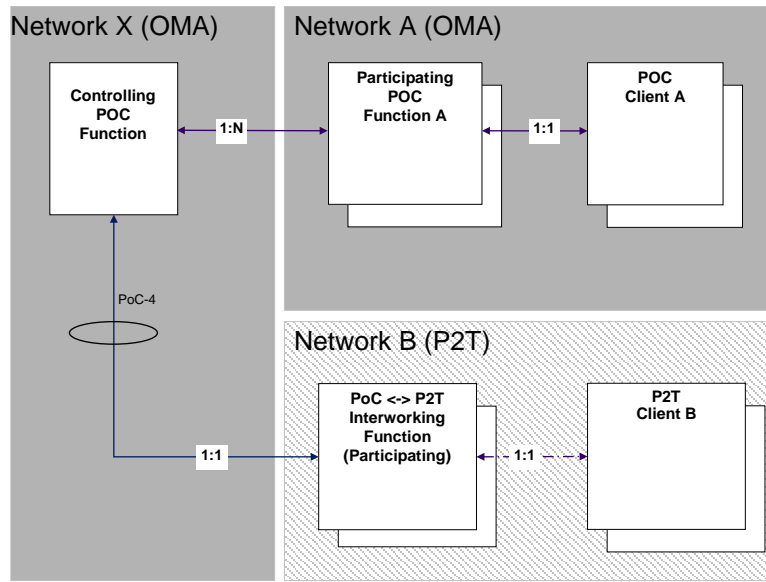 Network X (OMA)
Controlling
POC
Function
1:N
PoC-4
1:1
Network A (OMA)
Participating
POC
Function A
1:1
POC
Client A
Network B (P2T)
PoC <-> P2T
Interworking
Function
(Participating)
1:1
P2T
Client B